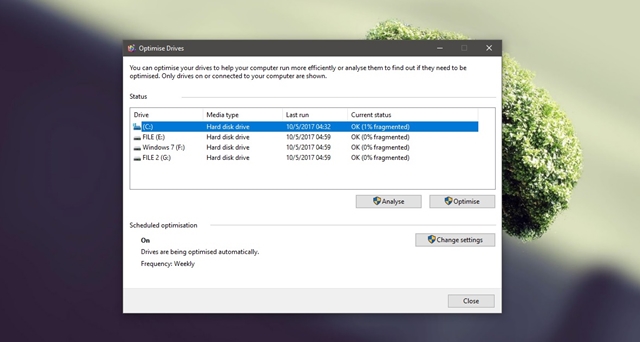 Optimise Drives
You can optimise your drives to help your computer run more efficiently or analyse them to find out if they need to be
optimised. Only drives on or connected to your computer are shown.
Status
Drive Media type Last run Current status
(C:) Hard disk drive 10/5/2017 04:32 OK (1% fragmented)
FILE (E:) Hard disk drive 10/5/2017 04:59 OK (0% fragmented)
Windows 7 (F:) Hard disk drive 10/5/2017 04:59 OK (0% fragmented)
FILE 2 (G:) Hard disk drive 10/5/2017 04:59 OK (0% fragmented)
Analyse Optimise
Scheduled optimisation
On
Change settings
Drives are being optimised automatically.
Frequency: Weekly
Close